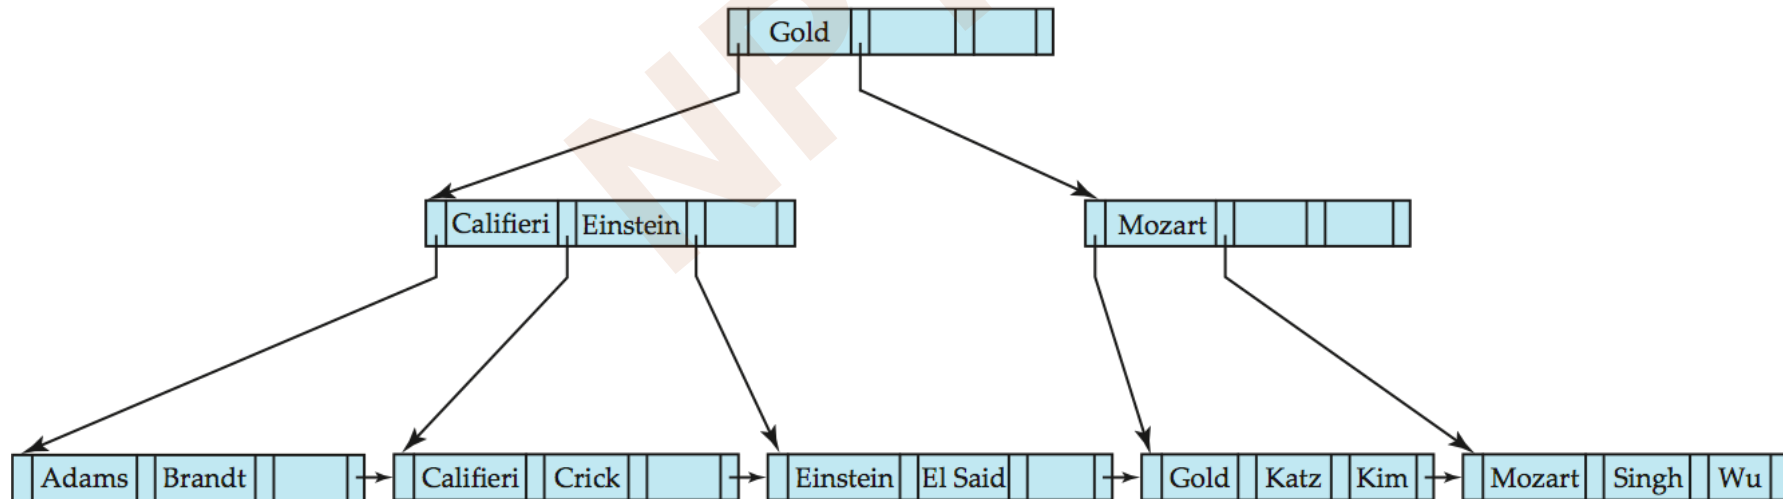 Gold
Califieri Einstein Mozart
Adams Brandt Califieri Crick Einstein El Said Gold Katz Kim Mozart Singh Wu